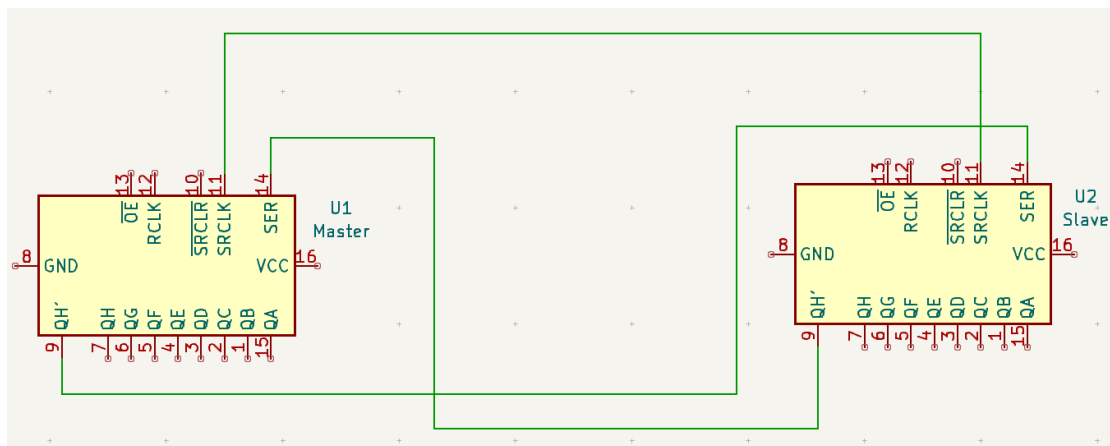 13
12
10
11
14
OE
RCLK
SRCLR
SRCLK
SER
U1
Master
8
GND
VCC
16
QH'
QH
QG
QF
QE
QD
QC
QB
QA
9
7
6
5
4
3
2
1
15
13
12
10
11
14
OE
RCLK
SRCLR
SRCLK
SER
U2
Slave
8
GND
VCC
16
QH'
QH
QG
QF
QE
QD
QC
QB
QA
9
7
6
5
4
3
2
1
15